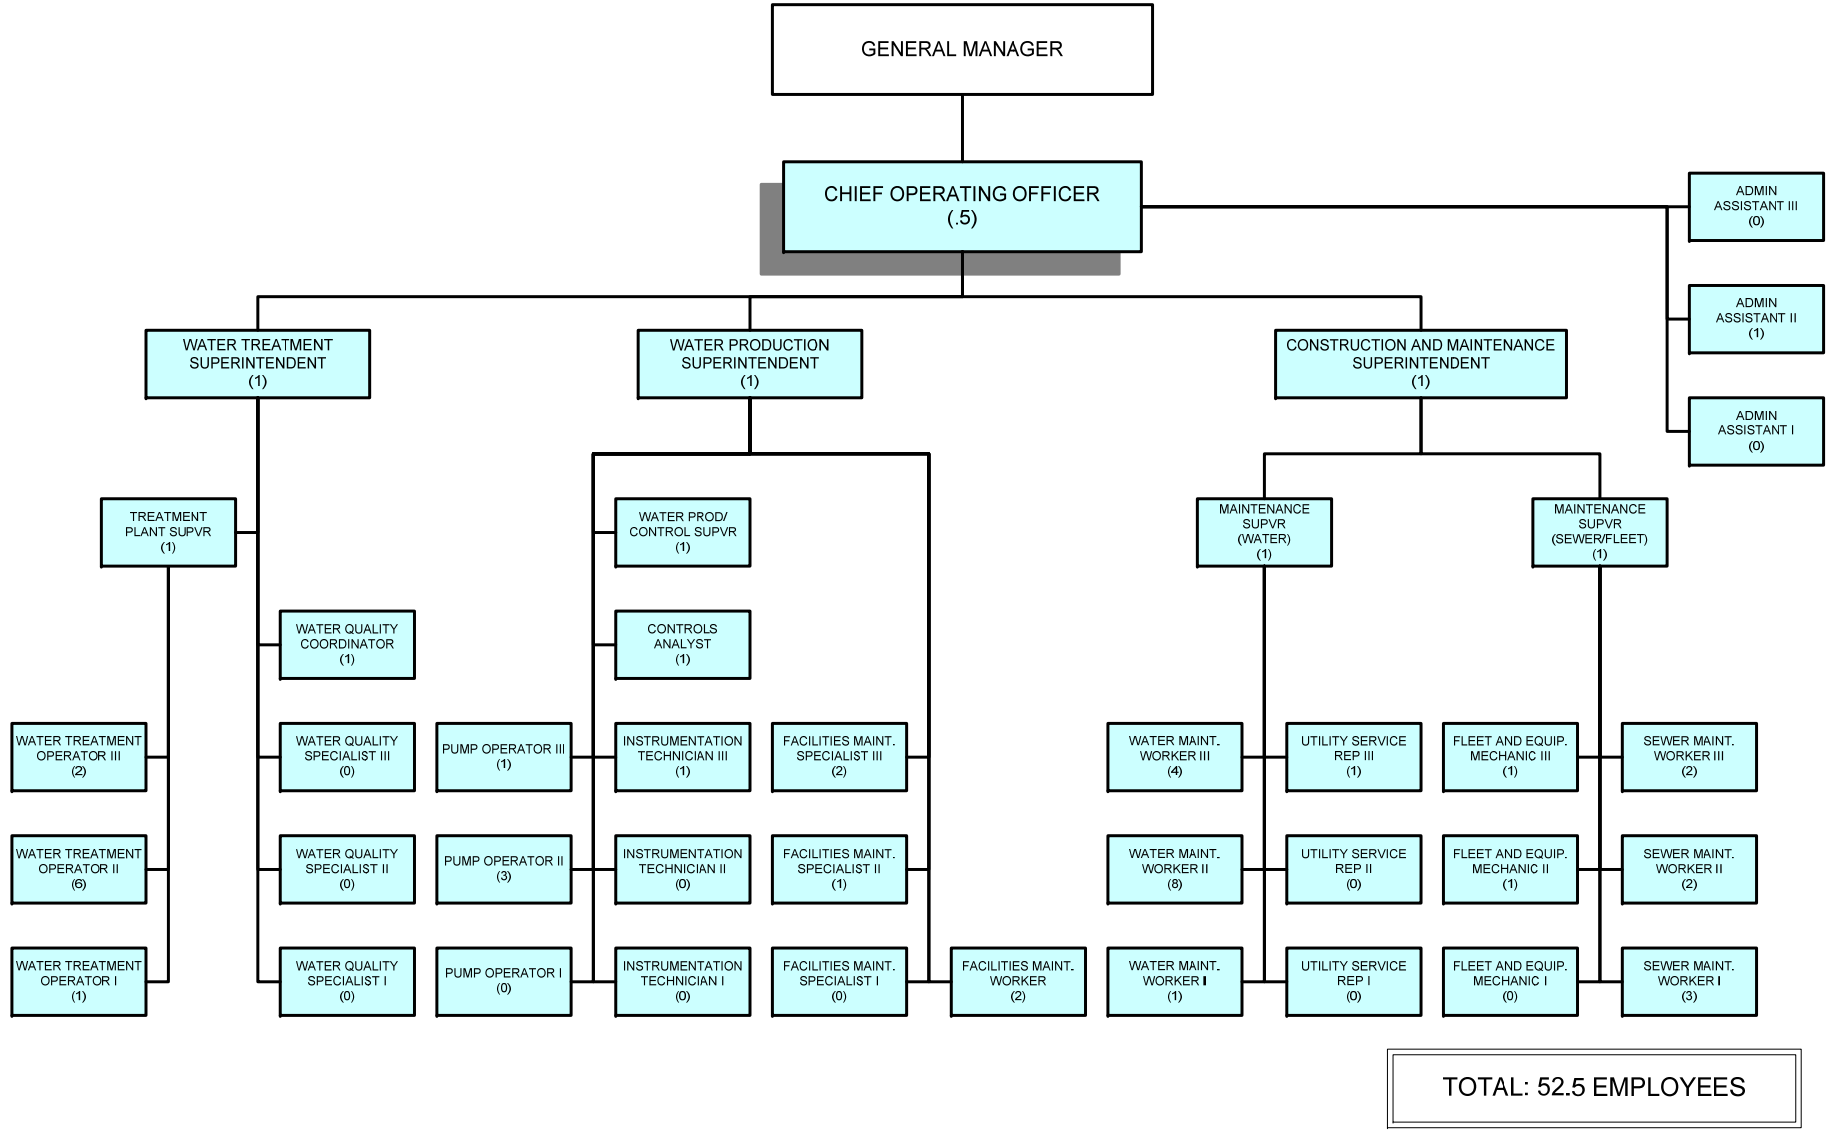 GENERAL MANAGER
CHIEF OPERATING OFFICER
(.5)
ADMIN
ASSISTANT III
(0)
ADMIN
ASSISTANT II
(1)
ADMIN
ASSISTANT I
(0)
WATER TREATMENT
SUPERINTENDENT
(1)
WATER PRODUCTION
SUPERINTENDENT
(1)
CONSTRUCTION AND MAINTENANCE
SUPERINTENDENT
(1)
TREATMENT
PLANT SUPVR
(1)
WATER PROD/
CONTROL SUPVR
(1)
MAINTENANCE
SUPVR
(WATER)
(1)
MAINTENANCE
SUPVR
(SEWER/FLEET)
(1)
WATER QUALITY
COORDINATOR
(1)
CONTROLS
ANALYST
(1)
WATER TREATMENT
OPERATOR III
(2)
WATER QUALITY
SPECIALIST III
(0)
PUMP OPERATOR III
(1)
INSTRUMENTATION
TECHNICIAN III
(1)
FACILITIES MAINT.
SPECIALIST III
(2)
WATER MAINT.
WORKER III
(4)
UTILITY SERVICE
REP III
(1)
FLEET AND EQUIP.
MECHANIC III
(1)
SEWER MAINT.
WORKER III
(2)
WATER TREATMENT
OPERATOR II
(6)
WATER QUALITY
SPECIALIST II
(0)
PUMP OPERATOR II
(3)
INSTRUMENTATION
TECHNICIAN II
(0)
FACILITIES MAINT.
SPECIALIST II
(1)
WATER MAINT.
WORKER II
(8)
UTILITY SERVICE
REP II
(0)
FLEET AND EQUIP.
MECHANIC II
(1)
SEWER MAINT.
WORKER II
(2)
WATER TREATMENT
OPERATOR I
(1)
WATER QUALITY
SPECIALIST I
(0)
PUMP OPERATOR I
(0)
INSTRUMENTATION
TECHNICIAN I
(0)
FACILITIES MAINT.
SPECIALIST I
(0)
FACILITIES MAINT.
WORKER
(2)
WATER MAINT.
WORKER I
(1)
UTILITY SERVICE
REP I
(0)
FLEET AND EQUIP.
MECHANIC I
(0)
SEWER MAINT.
WORKER I
(3)
TOTAL: 52.5 EMPLOYEES